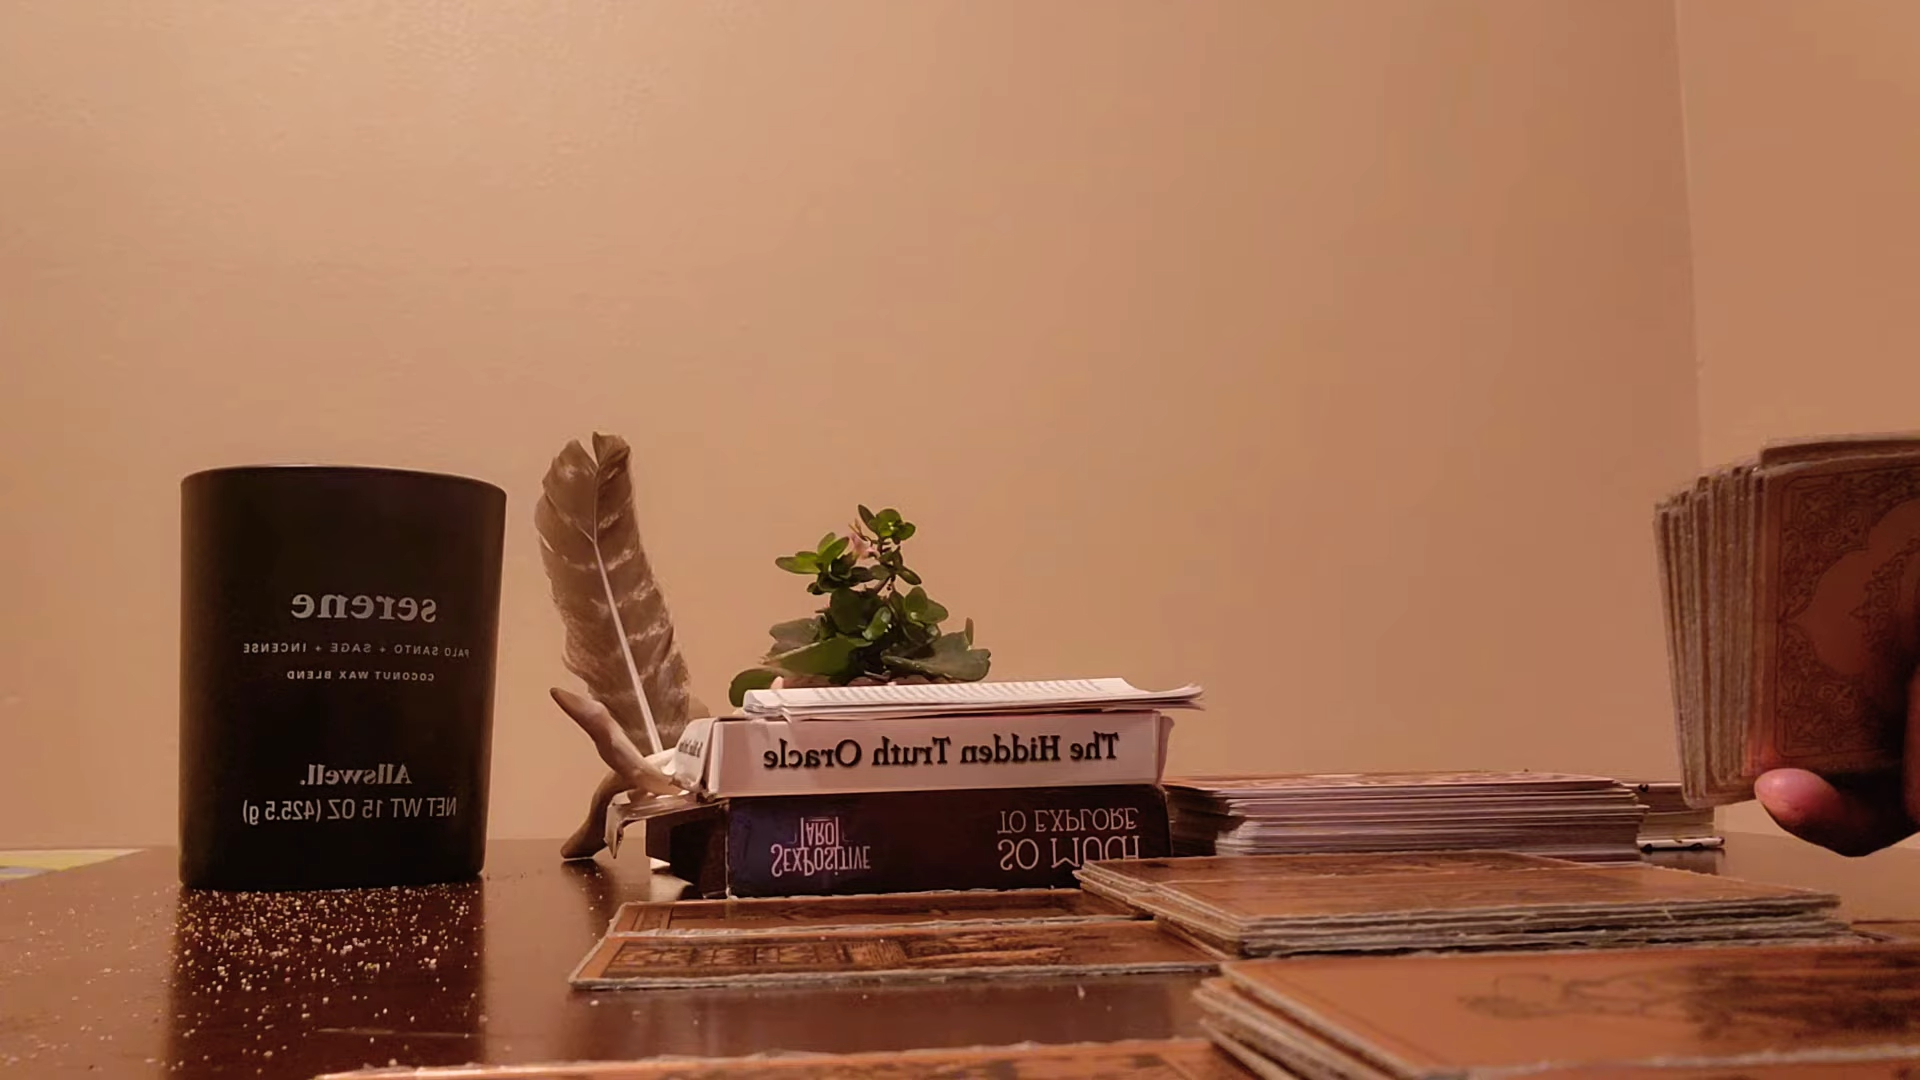 serene
PALO SANTO + SAGE + INCENSE
COCONUT WAX BLEND
Allswell.
NET WT 15 OZ (425.5 g)
The Hidden Truth Oracle
SO MUCH
TO EXPLORE
SEXPOSITIVE
TAROT